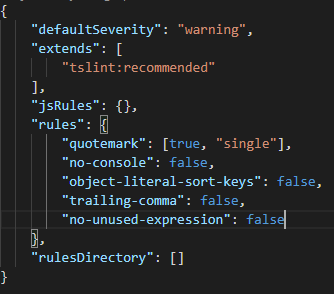 {
    "defaultSeverity": "warning",
    "extends": [
        "tslint:recommended"
    ],
    "jsRules": {},
    "rules": {
        "quotemark": [true, "single"],
        "no-console": false,
        "object-literal-sort-keys": false,
        "trailing-comma": false,
        "no-unused-expression": false
    },
    "rulesDirectory": []
}